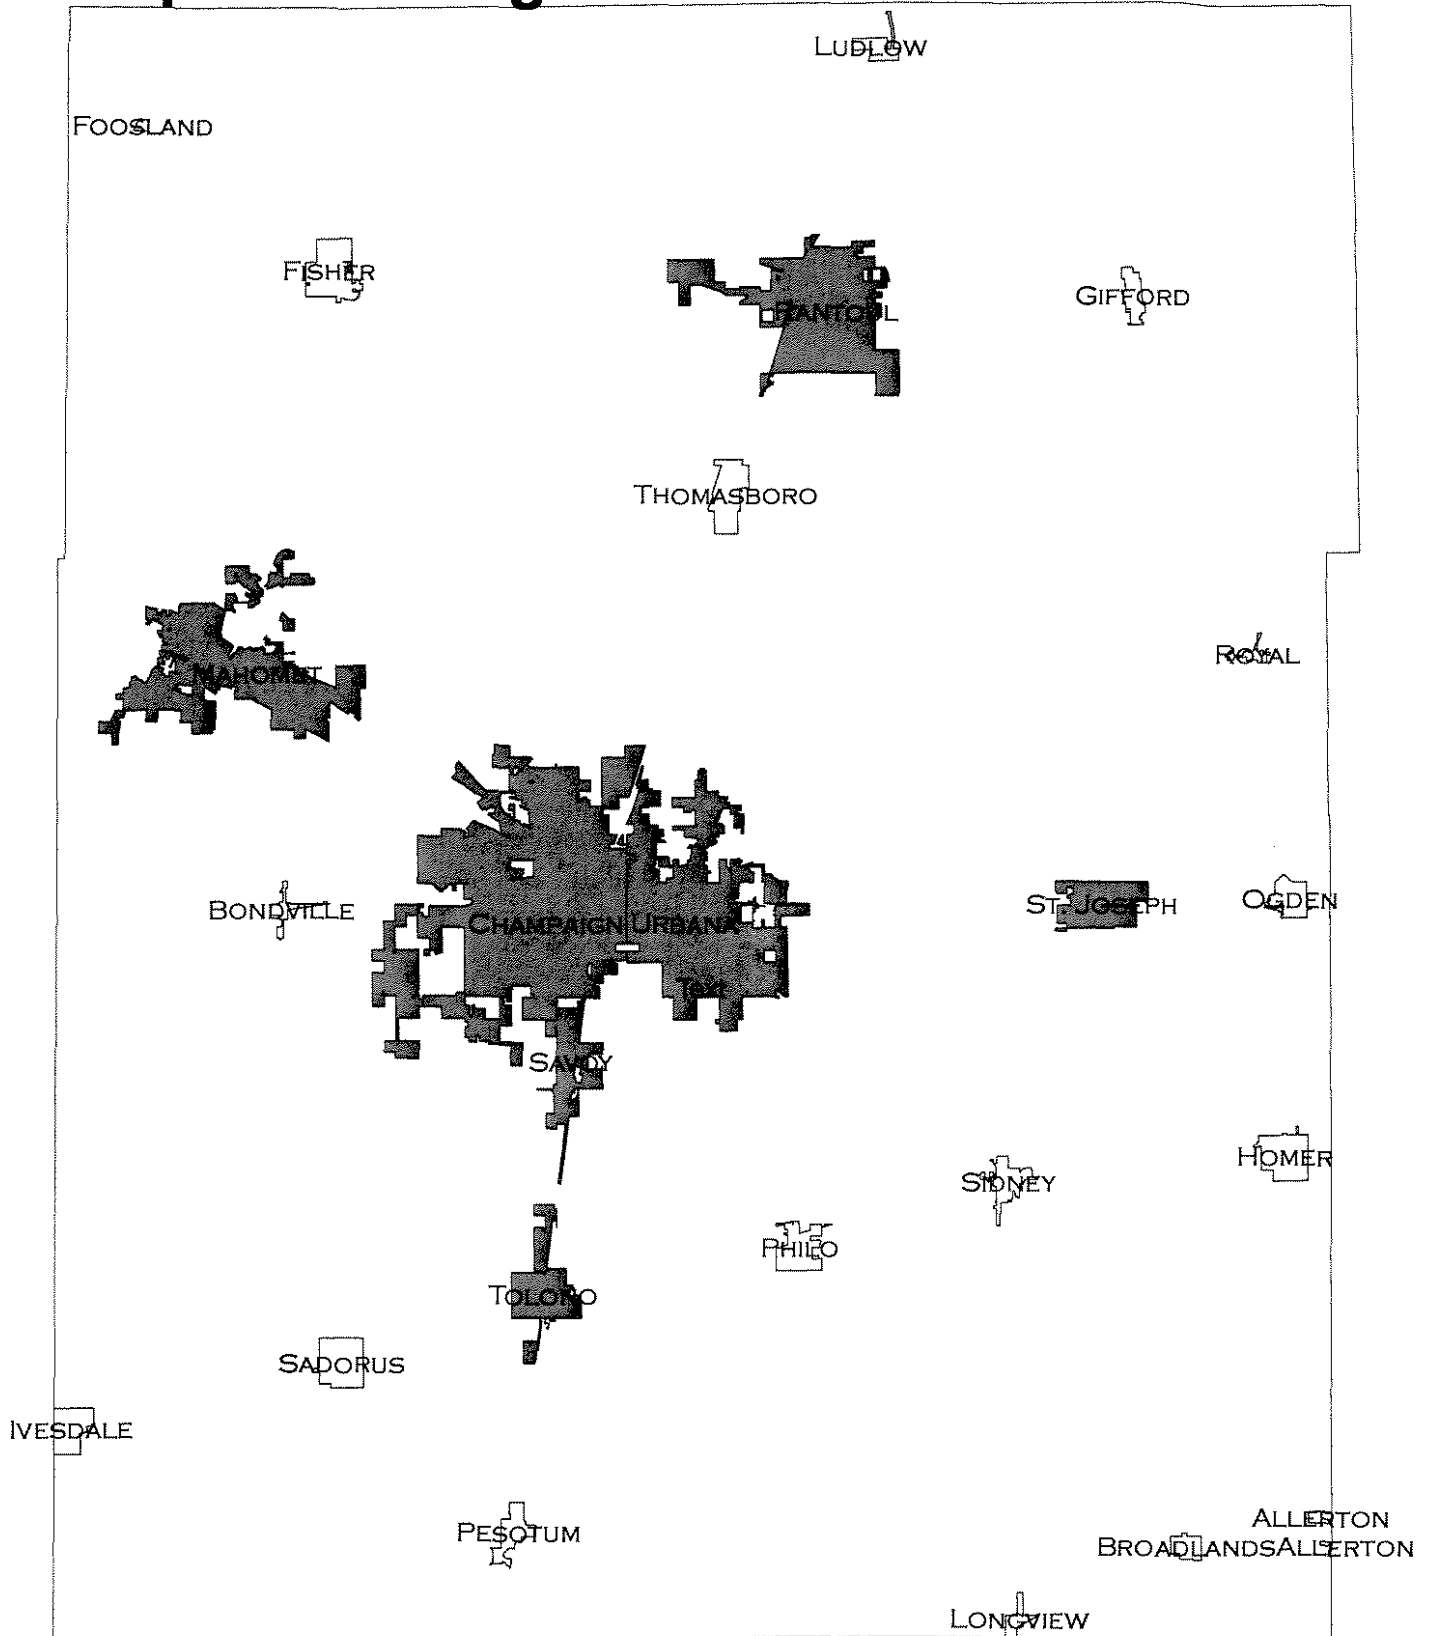 LUDLOW
FOOSLAND
FISHER
RANTOUL
GIFFORD
THOMASBORO
ROYAL
MAHOMET
BONDVILLE
CHAMPAIGN URBANA
ST. JOSEPH
OGDEN
Text
SAVOY
HOMER
SIDNEY
PHILO
TOLONO
SADORUS
IVESDALE
PESOTUM
ALLERTON
BROADLANDS ALLERTON
LONGVIEW